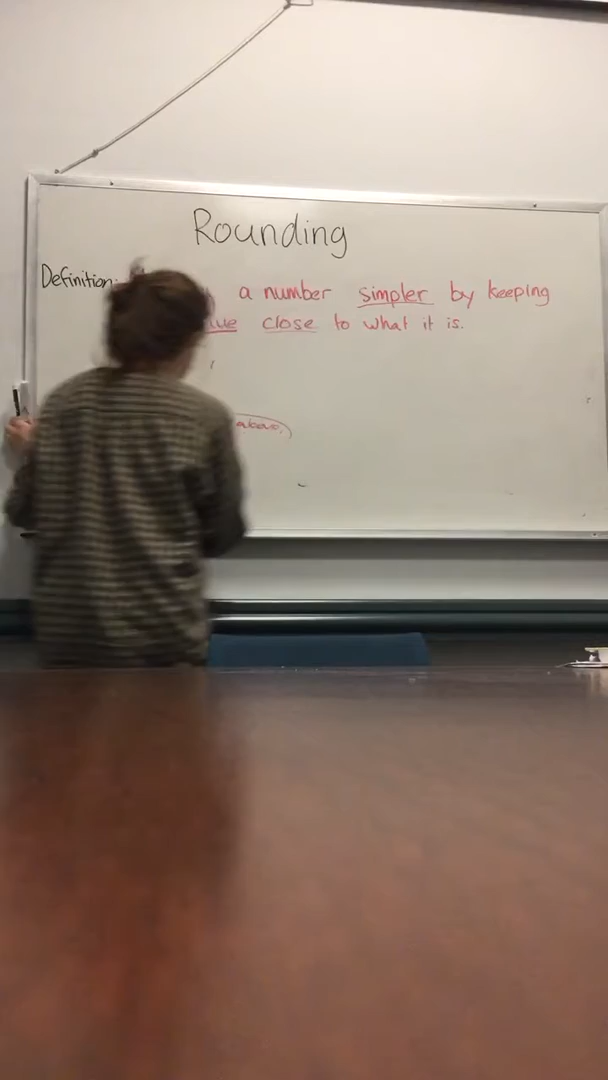 Rounding
Definition:
a number simpler by keeping
close to what it is.